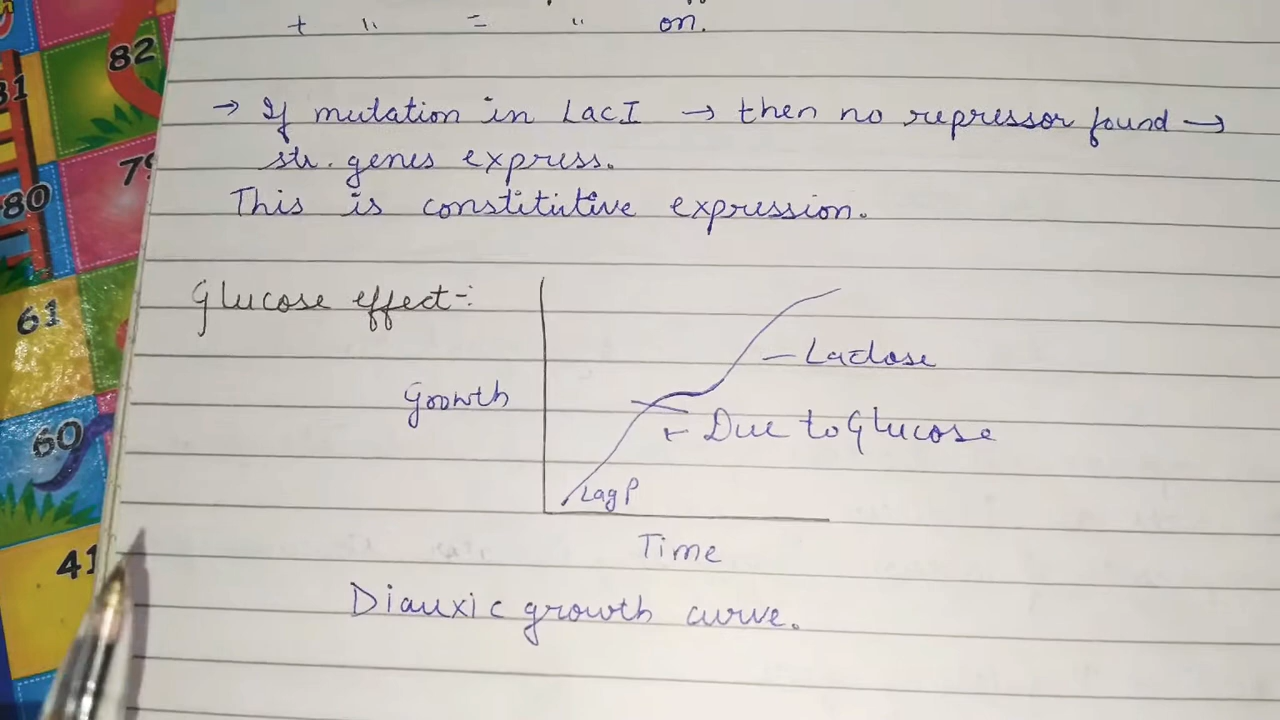 + " = " on.
→ If mutation in LacI → then no repressor found →
str. genes express.
This is constitutive expression.
Glucose effect-:
Growth
- Lactose
← Due to Glucose
Lag P
Time
Diauxic growth curve.
82
81
79
80
61
60
41